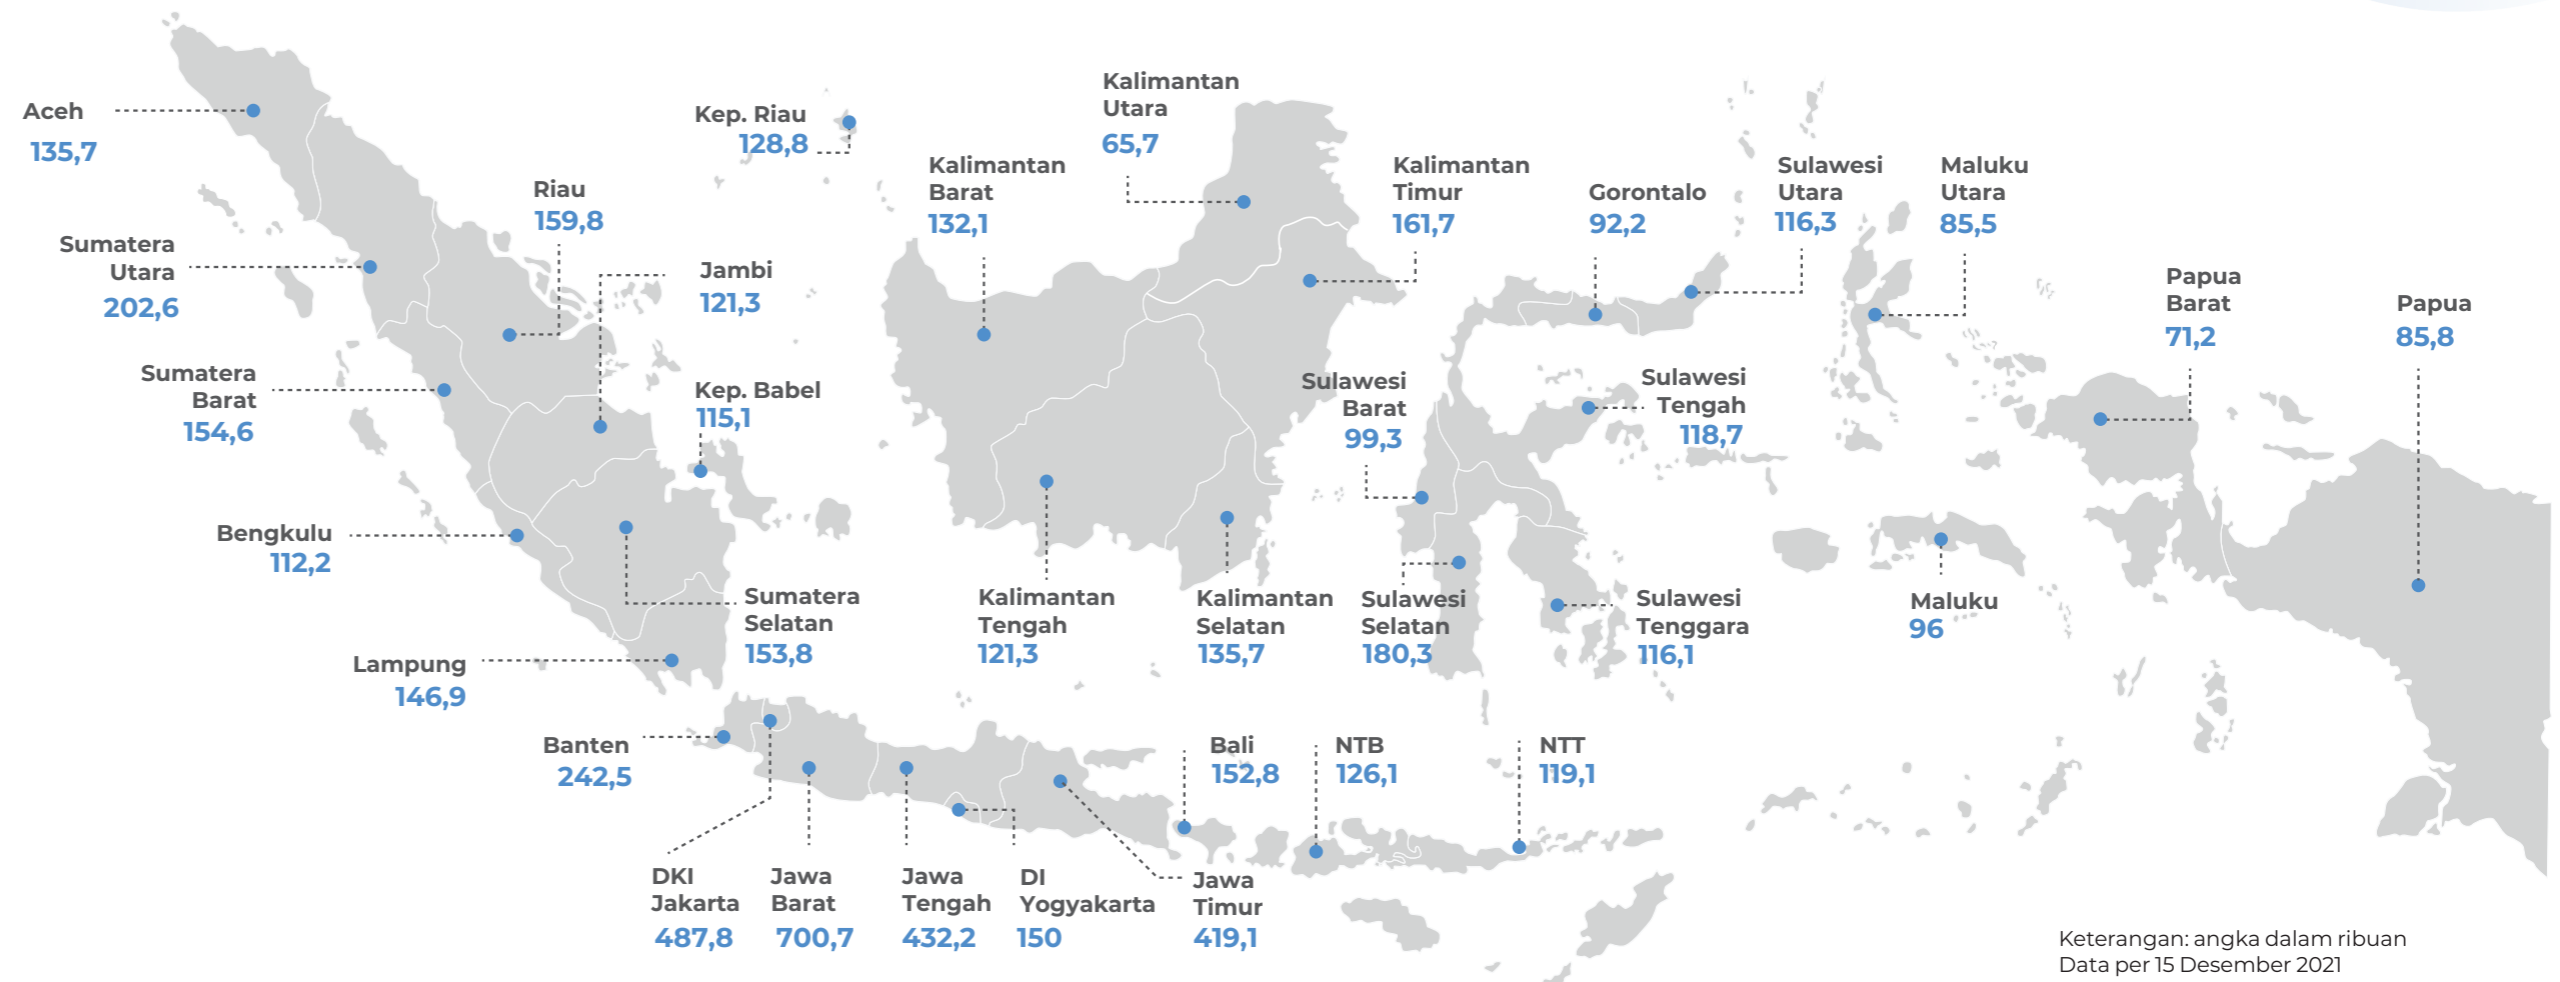 Aceh
135,7
Sumatera
Utara
202,6
Sumatera
Barat
154,6
Riau
159,8
Jambi
121,3
Kep. Riau
128,8
Kep. Babel
115,1
Bengkulu
112,2
Sumatera
Selatan
153,8
Lampung
146,9
Banten
242,5
DKI
Jakarta
487,8
Jawa
Barat
700,7
Jawa
Tengah
432,2
DI
Yogyakarta
150
Jawa
Timur
419,1
Bali
152,8
NTB
126,1
NTT
119,1
Kalimantan
Barat
132,1
Kalimantan
Utara
65,7
Kalimantan
Timur
161,7
Kalimantan
Tengah
121,3
Kalimantan
Selatan
135,7
Gorontalo
92,2
Sulawesi
Utara
116,3
Sulawesi
Barat
99,3
Sulawesi
Tengah
118,7
Sulawesi
Selatan
180,3
Sulawesi
Tenggara
116,1
Maluku
Utara
85,5
Maluku
96
Papua
Barat
71,2
Papua
85,8
Keterangan: angka dalam ribuan
Data per 15 Desember 2021